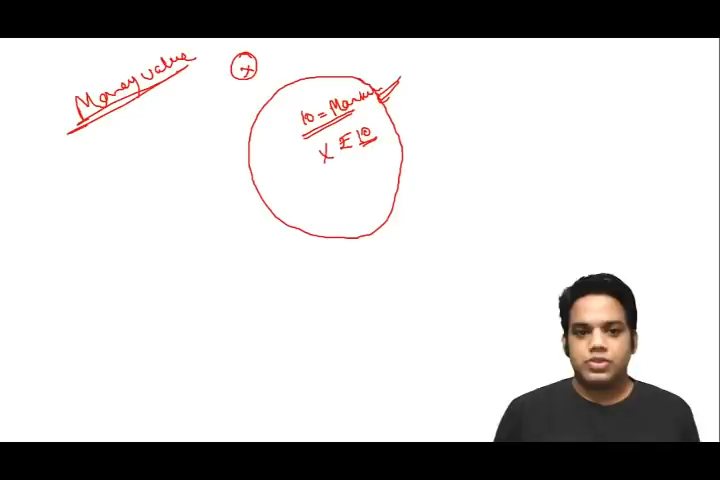 Money value
x
10 = Market
X = 10